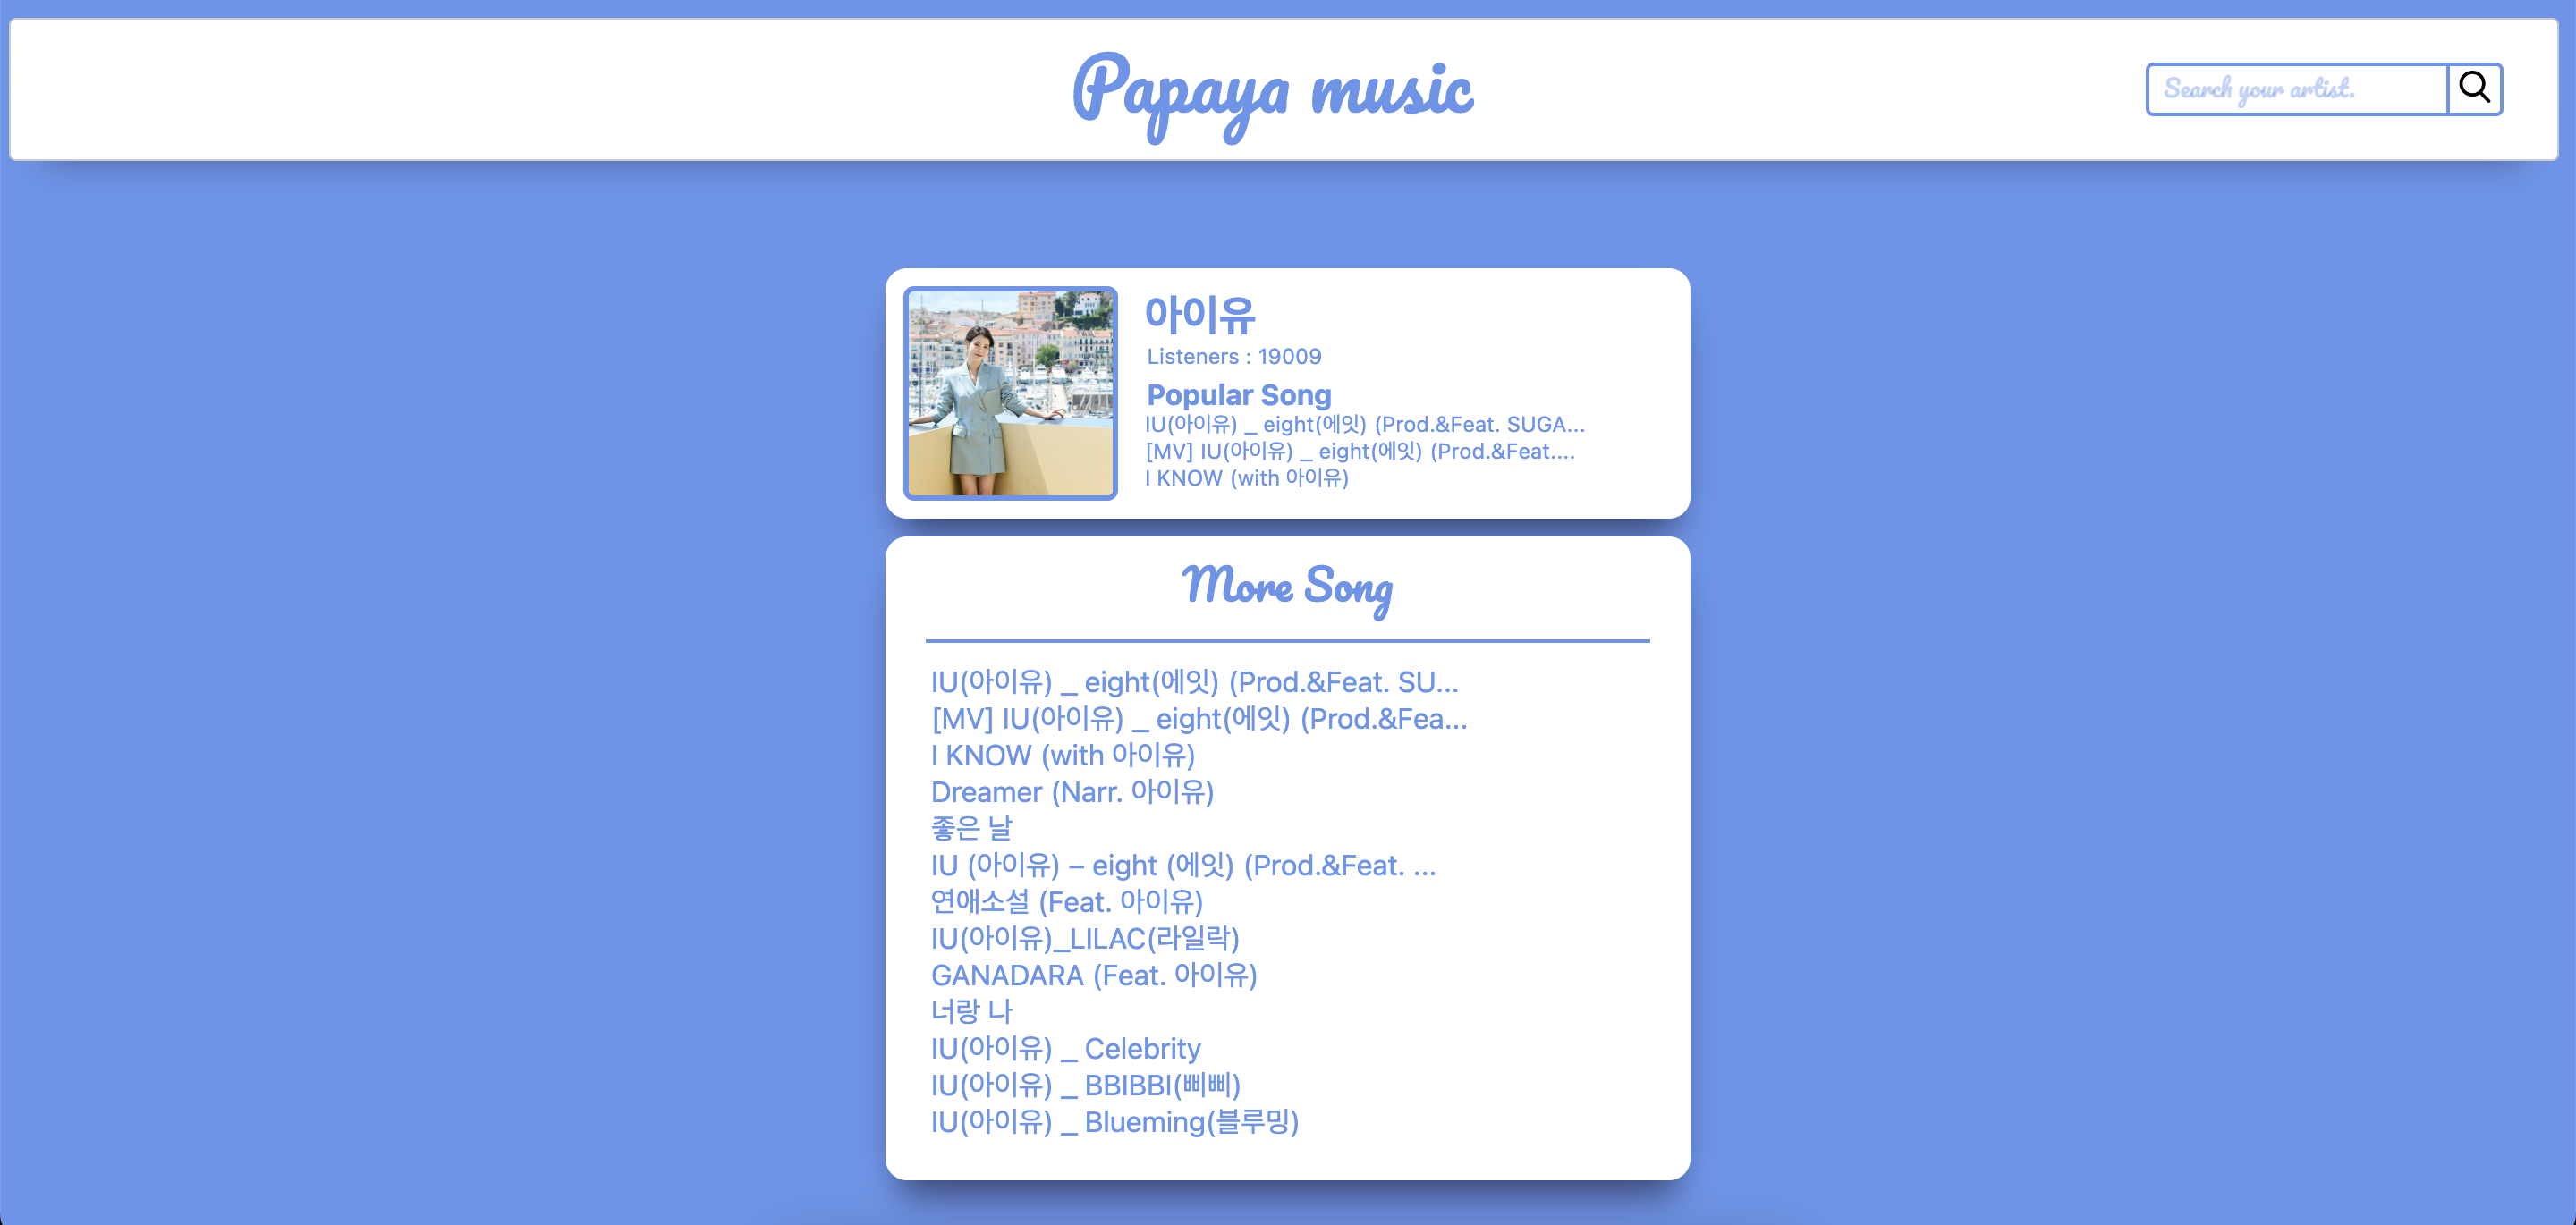 Papaya music
Search your artist.
아이유
Listeners : 19009
Popular Song
IU(아이유) _ eight(에잇) (Prod.&Feat. SUGA...
[MV] IU(아이유) _ eight(에잇) (Prod.&Feat....
I KNOW (with 아이유)
More Song
IU(아이유) _ eight(에잇) (Prod.&Feat. SU...
[MV] IU(아이유) _ eight(에잇) (Prod.&Fea...
I KNOW (with 아이유)
Dreamer (Narr. 아이유)
좋은 날
IU (아이유) – eight (에잇) (Prod.&Feat. ...
연애소설 (Feat. 아이유)
IU(아이유)_LILAC(라일락)
GANADARA (Feat. 아이유)
너랑 나
IU(아이유) _ Celebrity
IU(아이유) _ BBIBBI(삐삐)
IU(아이유) _ Blueming(블루밍)